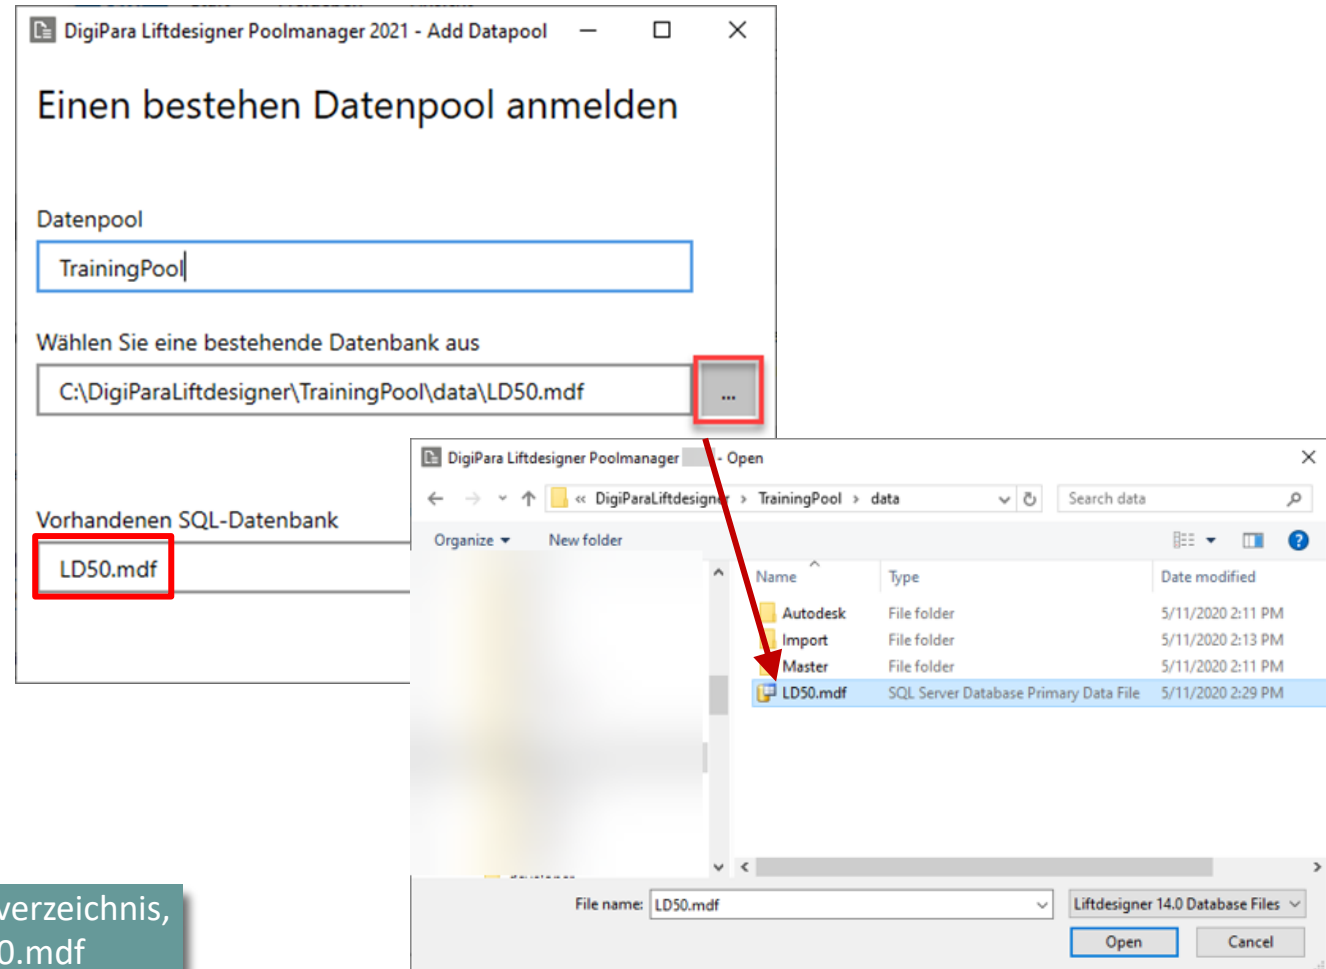 DigiPara Liftdesigner Poolmanager 2021 - Add Datapool
Einen bestehen Datenpool anmelden
Datenpool
TrainingPool
Wählen Sie eine bestehende Datenbank aus
C:\DigiParaLiftdesigner\TrainingPool\data\LD50.mdf
...
Vorhandenen SQL-Datenbank
LD50.mdf
DigiPara Liftdesigner Poolmanager - Open
« DigiParaLiftdesigner › TrainingPool › data
Search data
Organize
New folder
Name Type Date modified
Autodesk File folder 5/11/2020 2:11 PM
Import File folder 5/11/2020 2:13 PM
Master File folder 5/11/2020 2:11 PM
LD50.mdf SQL Server Database Primary Data File 5/11/2020 2:29 PM
File name: LD50.mdf
Liftdesigner 14.0 Database Files
Open Cancel
verzeichnis,
0.mdf